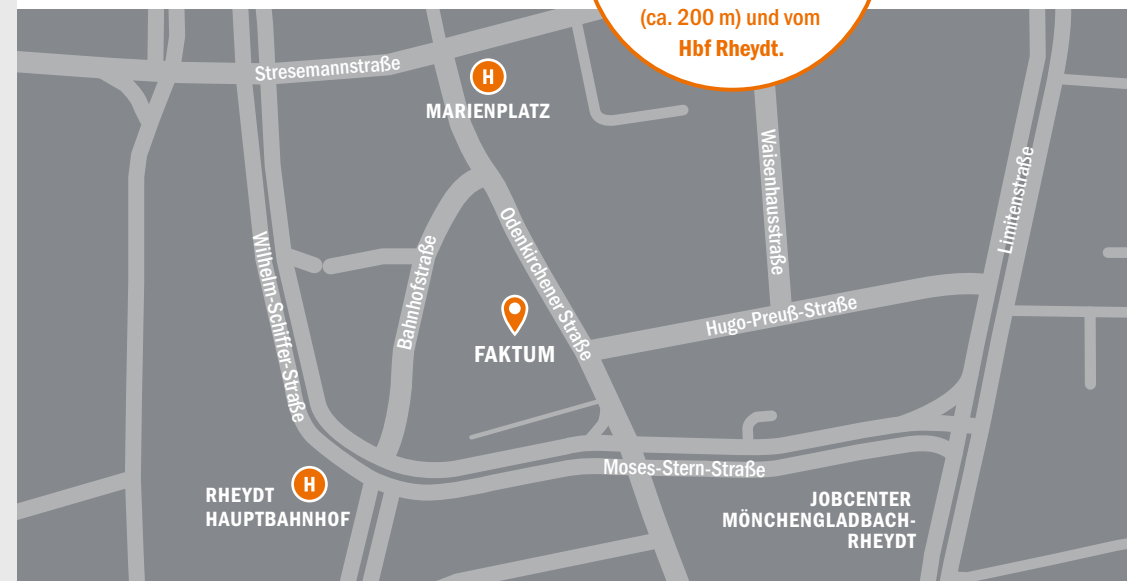 (ca. 200 m) und vom
Hbf Rheydt.
Stresemannstraße
H
MARIENPLATZ
Waisenhausstraße
Limitenstraße
Odenkirchener Straße
Wilhelm-Schiffer-Straße
Bahnhofstraße
Hugo-Preuß-Straße
FAKTUM
Moses-Stern-Straße
H
RHEYDT
HAUPTBAHNHOF
JOBCENTER
MÖNCHENGLADBACH-
RHEYDT